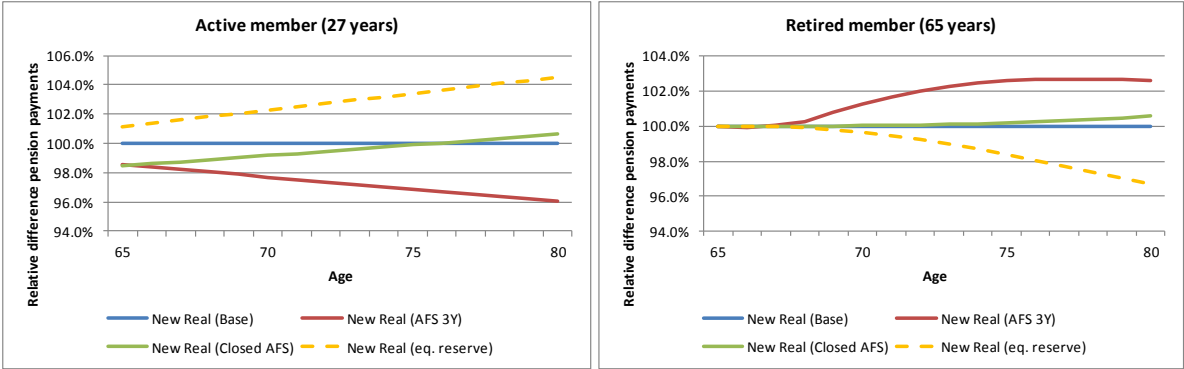 Active member (27 years)
Relative difference pension payments
106.0%
104.0%
102.0%
100.0%
98.0%
96.0%
94.0%
65 70 75 80
Age
New Real (Base) New Real (AFS 3Y)
New Real (Closed AFS) New Real (eq. reserve)
Retired member (65 years)
Relative difference pension payments
104.0%
102.0%
100.0%
98.0%
96.0%
94.0%
65 70 75 80
Age
New Real (Base) New Real (AFS 3Y)
New Real (Closed AFS) New Real (eq. reserve)